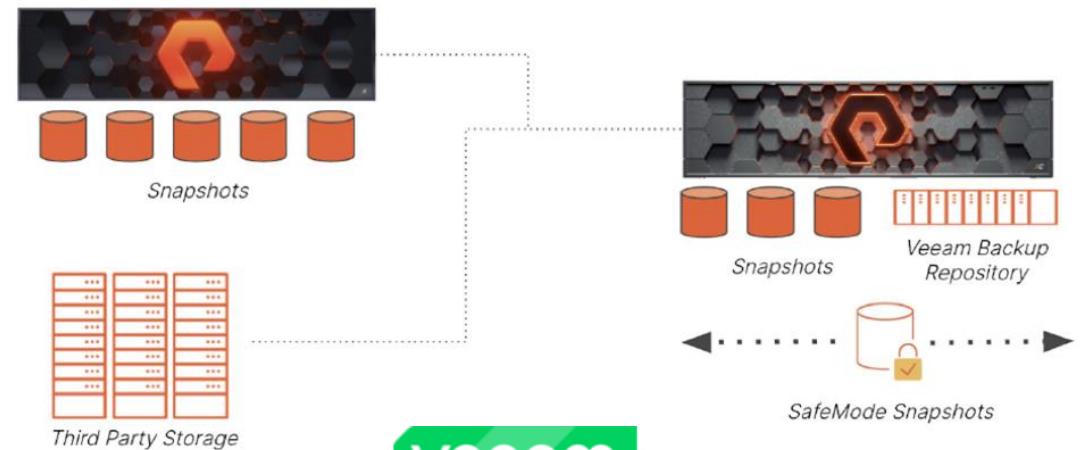 Snapshots
Snapshots
Veeam Backup
Repository
SafeMode Snapshots
Third Party Storage